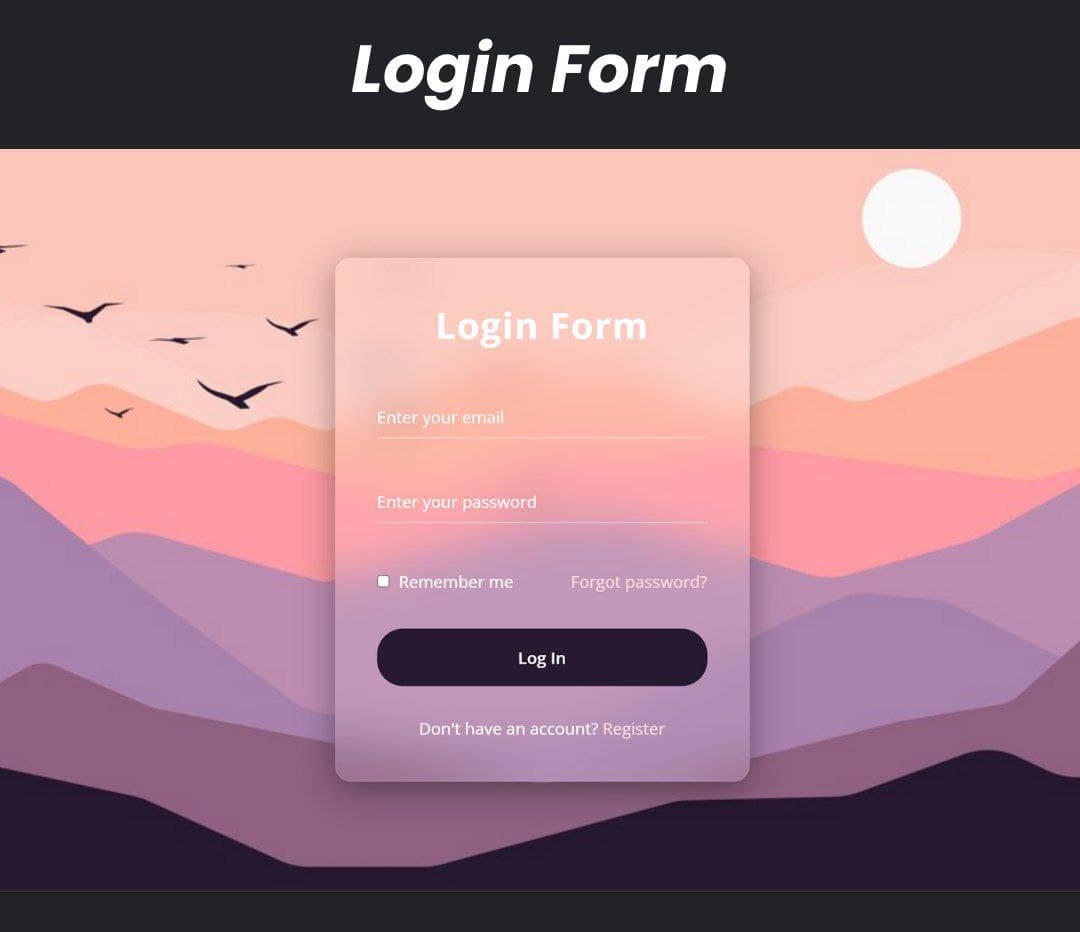 Login Form
Login Form
Enter your email
Enter your password
Remember me Forgot password?
Log In
Don't have an account? Register